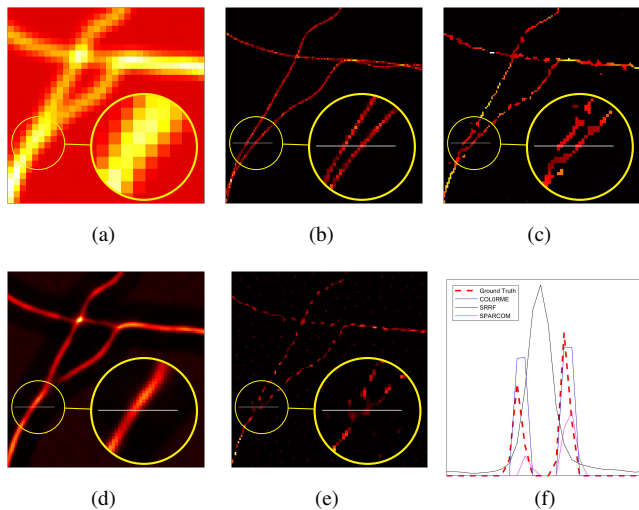 (a)
(b)
(c)
Ground Truth
COL0RME
SRRF
SPARCOM
(d)
(e)
(f)